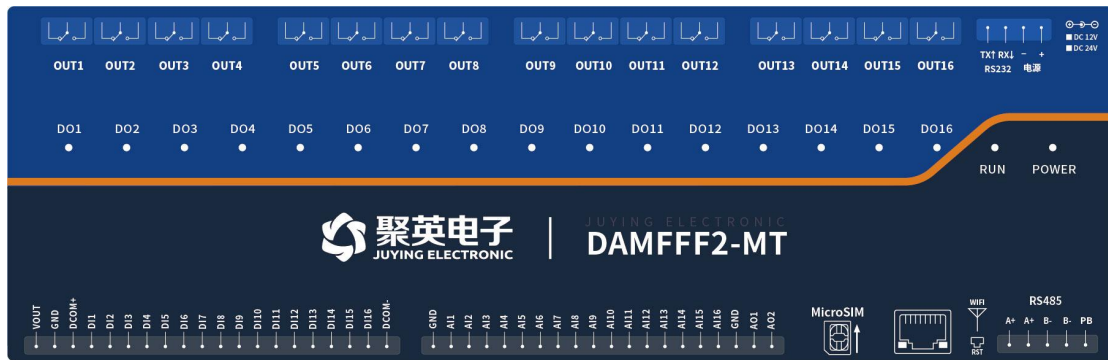 OUT1 OUT2 OUT3 OUT4 OUT5 OUT6 OUT7 OUT8 OUT9 OUT10 OUT11 OUT12 OUT13 OUT14 OUT15 OUT16
TX↑ RX↓ − +
RS232 电源
DC 12V
DC 24V
DO1 DO2 DO3 DO4 DO5 DO6 DO7 DO8 DO9 DO10 DO11 DO12 DO13 DO14 DO15 DO16
RUN POWER
聚英电子
JUYING ELECTRONIC
JUYING ELECTRONIC
DAMFFF2-MT
VOUT GND DCOM+ DI1 DI2 DI3 DI4 DI5 DI6 DI7 DI8 DI9 DI10 DI11 DI12 DI13 DI14 DI15 DI16 DCOM-
GND AI1 AI2 AI3 AI4 AI5 AI6 AI7 AI8 AI9 AI10 AI11 AI12 AI13 AI14 AI15 AI16 GND AO1 AO2
MicroSIM
WIFI
RST
RS485
A+ A+ B- B- PB